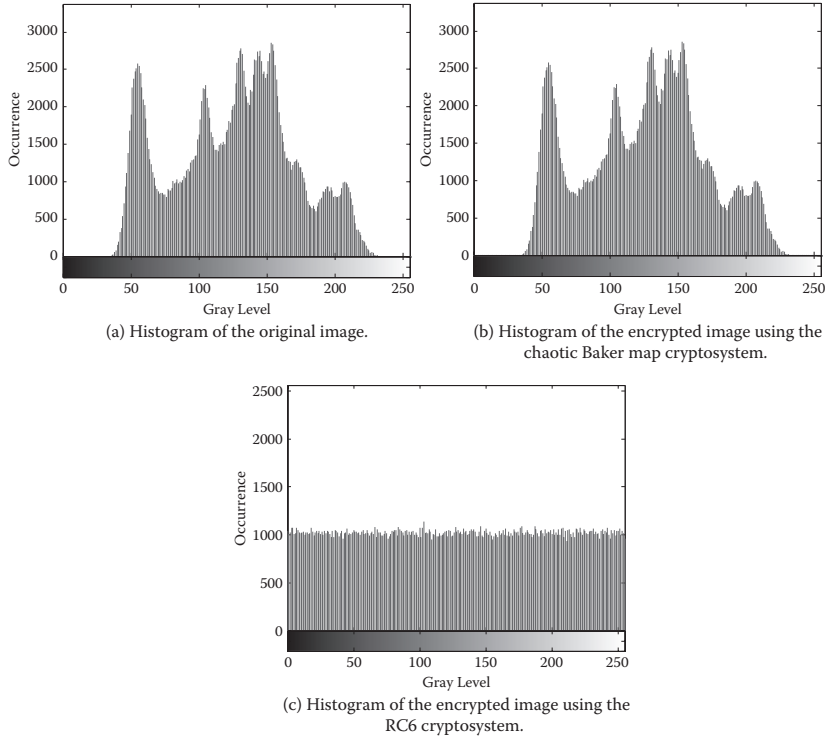 3000
2500
2000
1500
1000
500
0
Occurrence
0 50 100 150 200 250
Gray Level
(a) Histogram of the original image.
3000
2500
2000
1500
1000
500
0
Occurrence
0 50 100 150 200 250
Gray Level
(b) Histogram of the encrypted image using the
chaotic Baker map cryptosystem.
2500
2000
1500
1000
500
0
Occurrence
0 50 100 150 200 250
Gray Level
(c) Histogram of the encrypted image using the
RC6 cryptosystem.